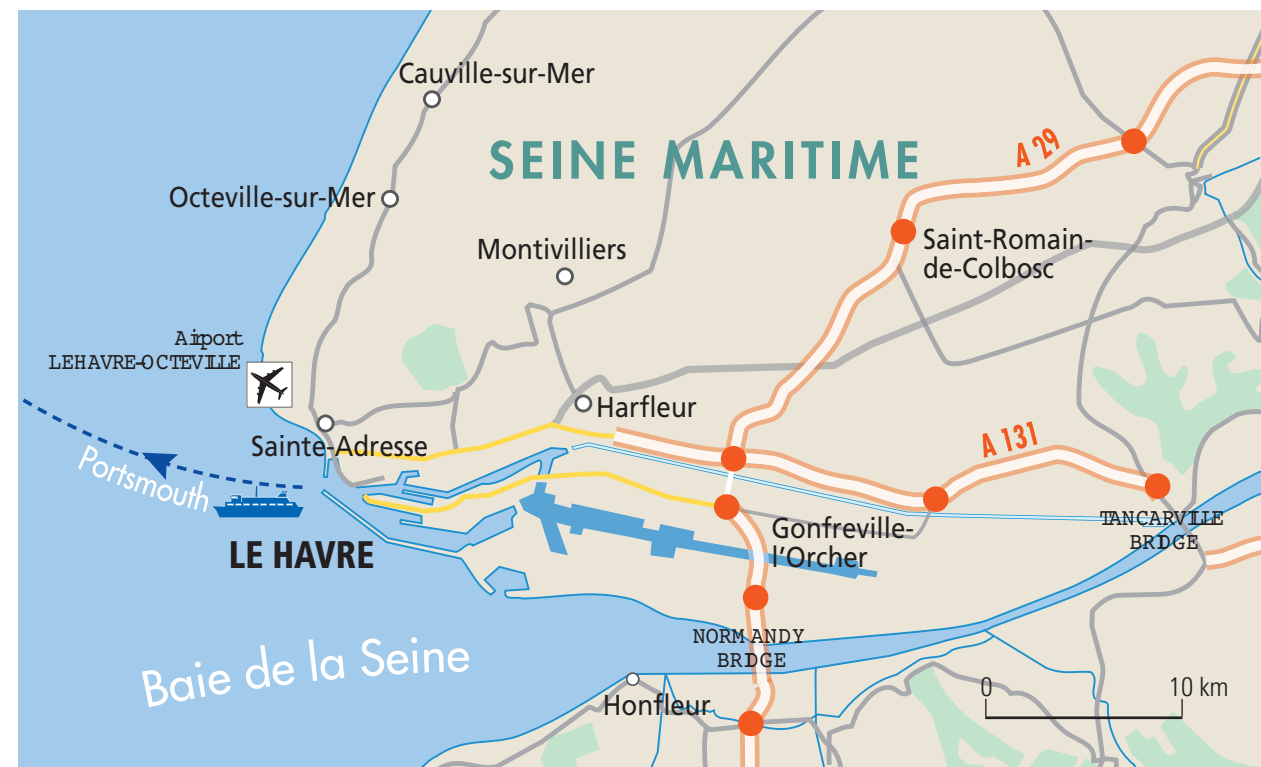 Cauville-sur-Mer
SEINE MARITIME
A 29
Octeville-sur-Mer
Montivilliers
Saint-Romain-
de-Colbosc
Airport
LEHAVRE-OCTEVILLE
Harfleur
Sainte-Adresse
A 131
Portsmouth
LE HAVRE
Gonfreville-
l'Orcher
TANCARVILLE
BRIDGE
NORMANDY
BRIDGE
Baie de la Seine
Honfleur
0 10 km